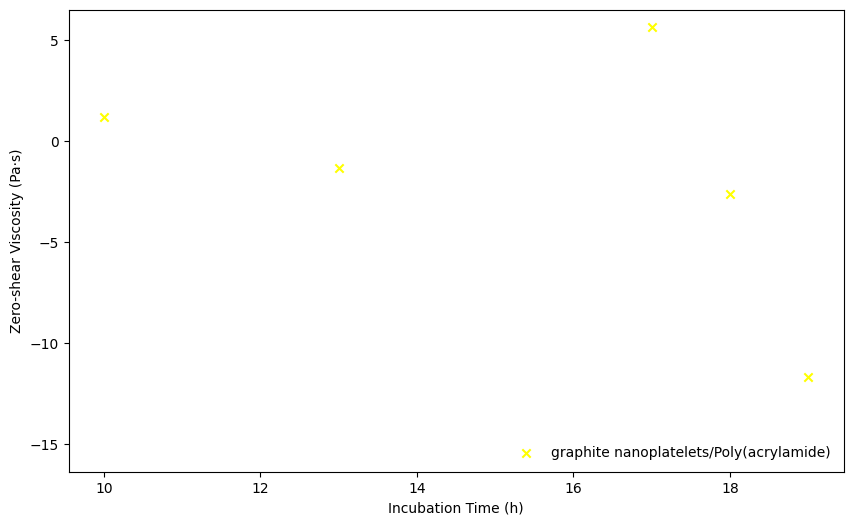 5
0
−5
−10
−15
Zero-shear Viscosity (Pa·s)
graphite nanoplatelets/Poly(acrylamide)
10 12 14 16 18
Incubation Time (h)